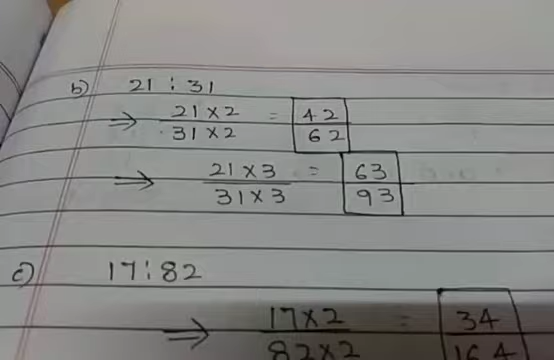 b) 21 : 31
⇒ 21 × 2 / 31 × 2 = 42 / 62
⇒ 21 × 3 / 31 × 3 = 63 / 93
c) 17 : 82
⇒ 17 × 2 / 82 × 2 = 34 / 164